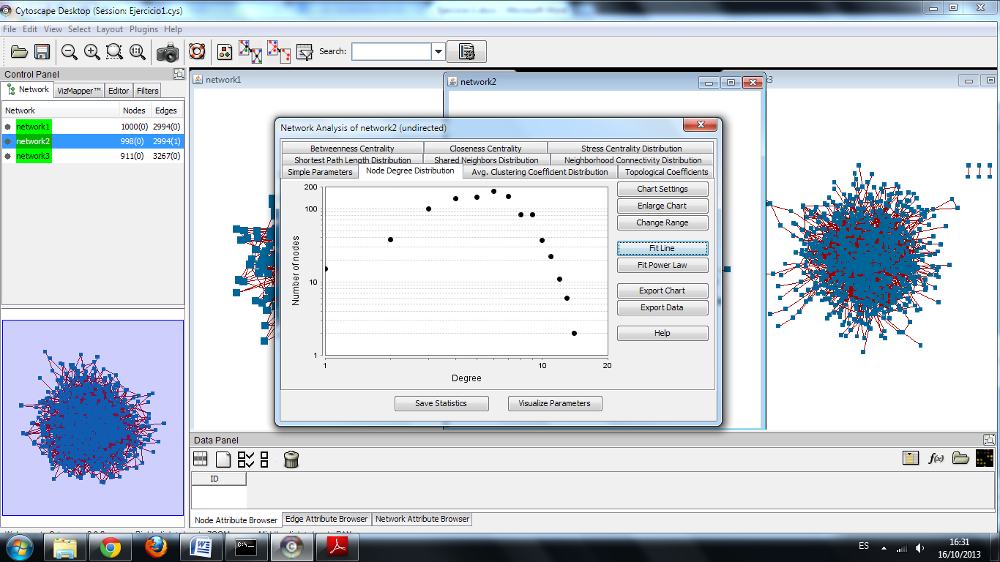 Cytoscape Desktop (Session: Ejercicio1.cys)
File Edit View Select Layout Plugins Help
Search:
Control Panel
Network VizMapper™ Editor Filters
Network Nodes Edges
network1 1000(0) 2994(0)
network2 998(0) 2994(1)
network3 911(0) 3267(0)
network1
network2
Network Analysis of network2 (undirected)
Betweenness Centrality Closeness Centrality Stress Centrality Distribution
Shortest Path Length Distribution Shared Neighbors Distribution Neighborhood Connectivity Distribution
Simple Parameters Node Degree Distribution Avg. Clustering Coefficient Distribution Topological Coefficients
Chart Settings
Enlarge Chart
Change Range
Fit Line
Fit Power Law
Export Chart
Export Data
Help
200
100
10
1
Number of nodes
1 10 20
Degree
Save Statistics Visualize Parameters
Data Panel
f(x)
ID
Node Attribute Browser Edge Attribute Browser Network Attribute Browser
C:\
ES
16:31
16/10/2013